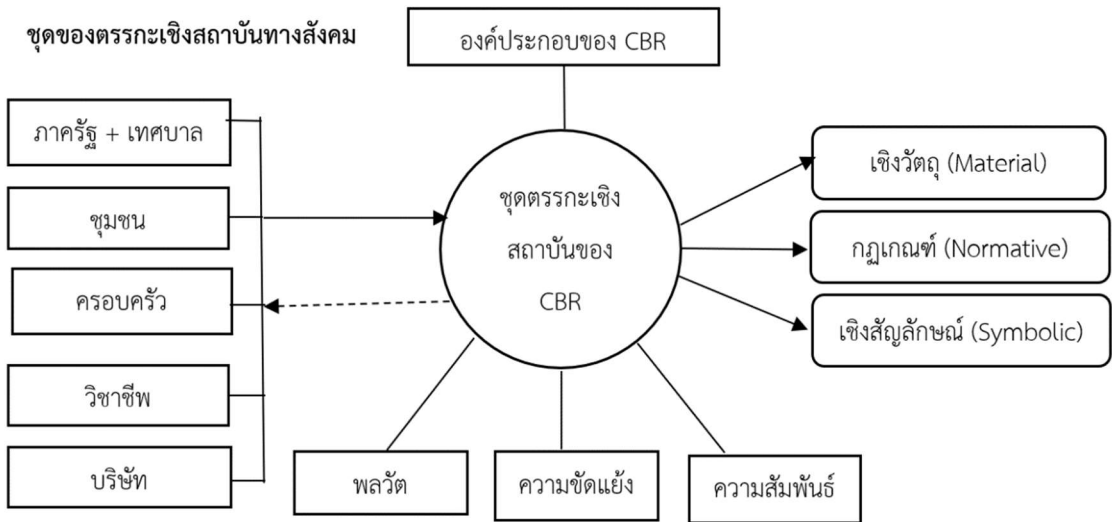 ชุดของตรรกะเชิงสถาบันทางสังคม
องค์ประกอบของ CBR
ภาครัฐ + เทศบาล
ชุมชน
ครอบครัว
วิชาชีพ
บริษัท
ชุดตรรกะเชิง
สถาบันของ
CBR
เชิงวัตถุ (Material)
กฎเกณฑ์ (Normative)
เชิงสัญลักษณ์ (Symbolic)
พลวัต
ความขัดแย้ง
ความสัมพันธ์